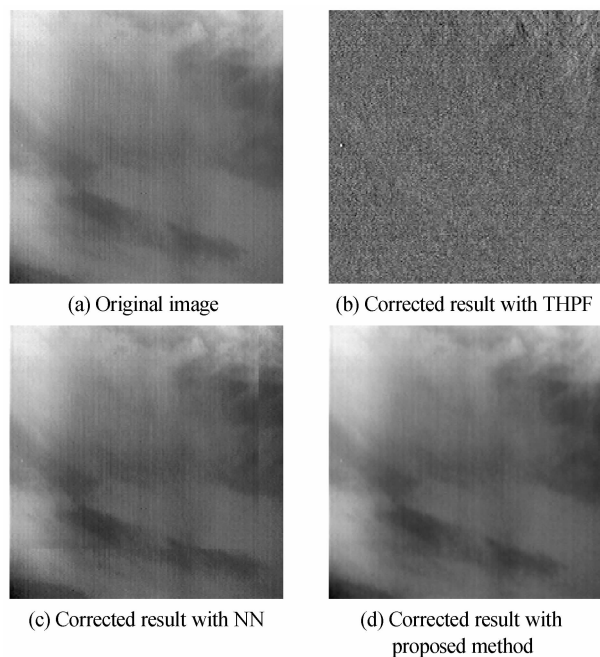 (a) Original image
(b) Corrected result with THPF
(c) Corrected result with NN
(d) Corrected result with
proposed method